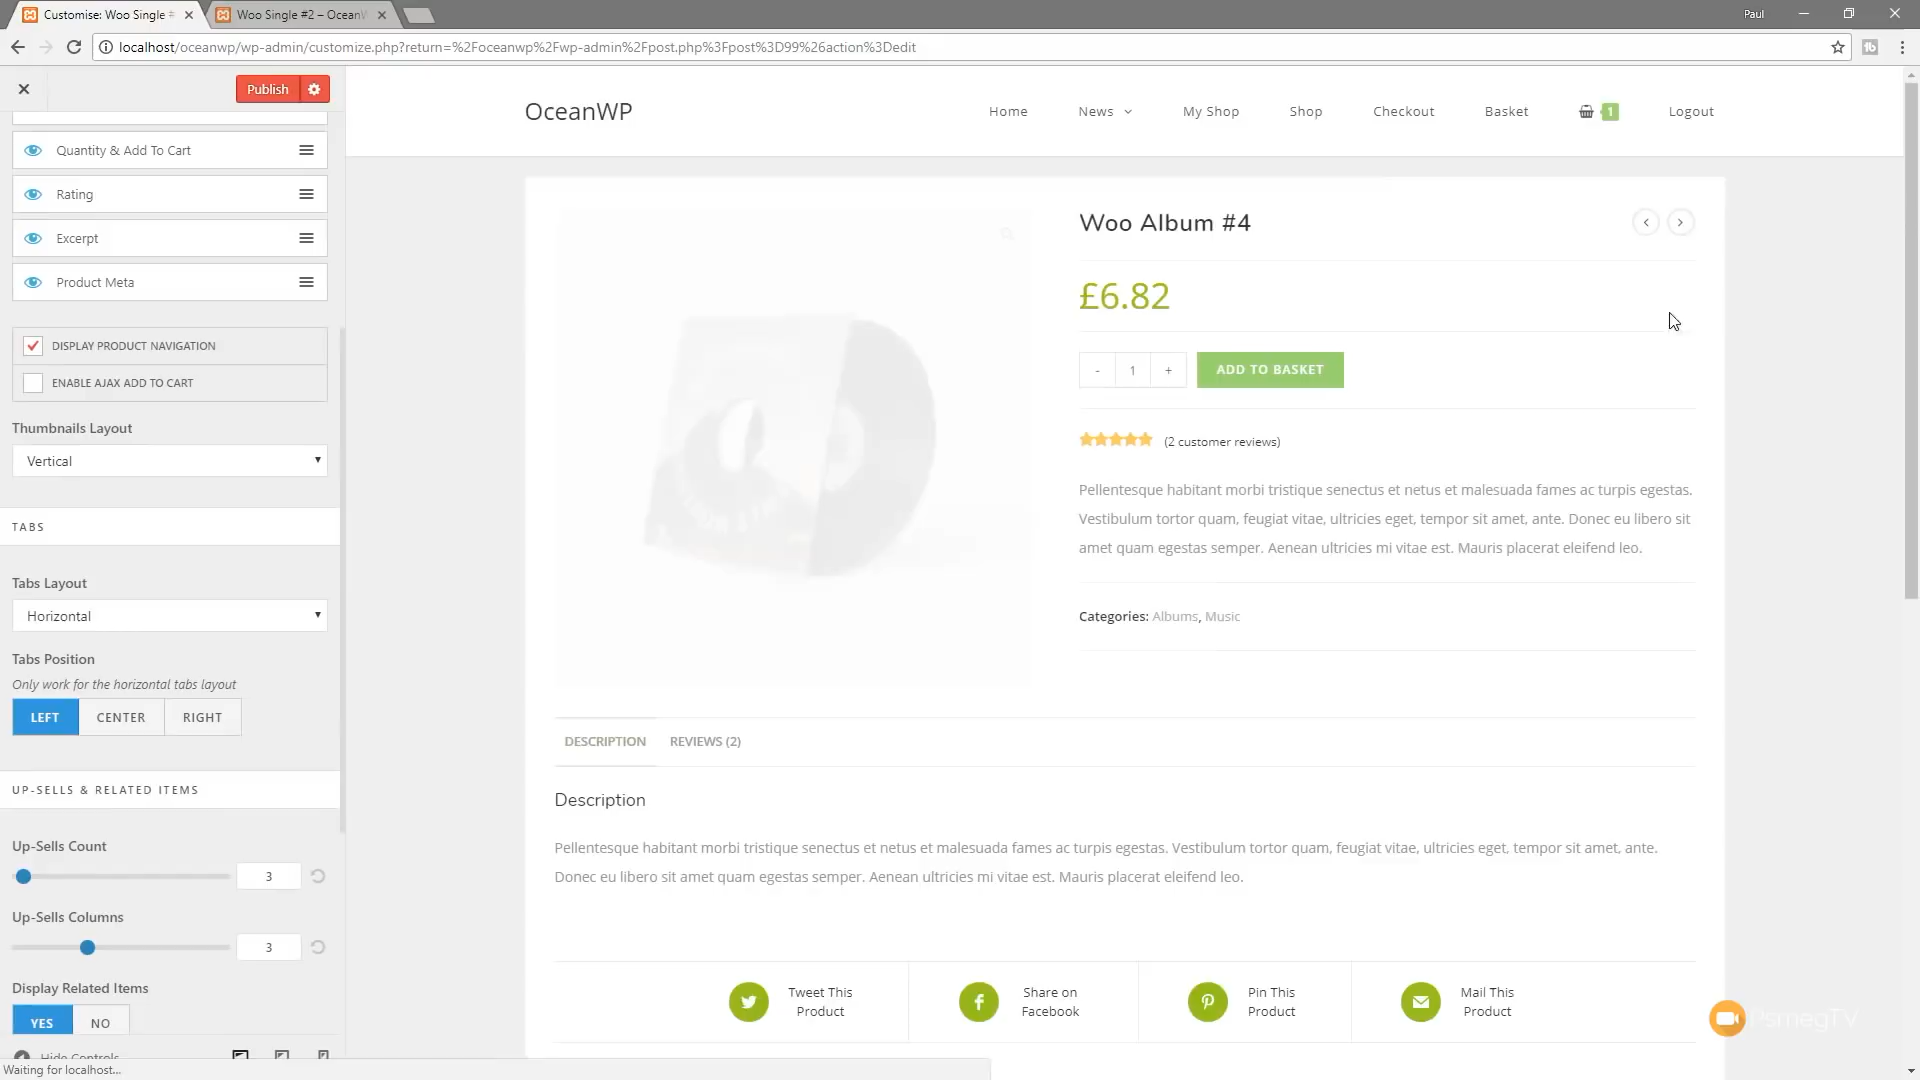 Customise: Woo Single #
Woo Single #2 – OceanW
Paul
localhost/oceanwp/wp-admin/customize.php?return=%2Foceanwp%2Fwp-admin%2Fpost.php%3Fpost%3D99%26action%3Dedit
Publish
Quantity & Add To Cart
Rating
Excerpt
Product Meta
DISPLAY PRODUCT NAVIGATION
ENABLE AJAX ADD TO CART
Thumbnails Layout
Vertical
TABS
Tabs Layout
Horizontal
Tabs Position
Only work for the horizontal tabs layout
LEFT CENTER RIGHT
UP-SELLS & RELATED ITEMS
Up-Sells Count
3
Up-Sells Columns
3
Display Related Items
YES NO
Hide Controls
Waiting for localhost...
OceanWP
Home News My Shop Shop Checkout Basket 1 Logout
Woo Album #4
£6.82
- 1 + ADD TO BASKET
(2 customer reviews)
Pellentesque habitant morbi tristique senectus et netus et malesuada fames ac turpis egestas.
Vestibulum tortor quam, feugiat vitae, ultricies eget, tempor sit amet, ante. Donec eu libero sit
amet quam egestas semper. Aenean ultricies mi vitae est. Mauris placerat eleifend leo.
Categories: Albums, Music
DESCRIPTION REVIEWS (2)
Description
Pellentesque habitant morbi tristique senectus et netus et malesuada fames ac turpis egestas. Vestibulum tortor quam, feugiat vitae, ultricies eget, tempor sit amet, ante.
Donec eu libero sit amet quam egestas semper. Aenean ultricies mi vitae est. Mauris placerat eleifend leo.
Tweet This
Product
Share on
Facebook
Pin This
Product
Mail This
Product
PsmegTV